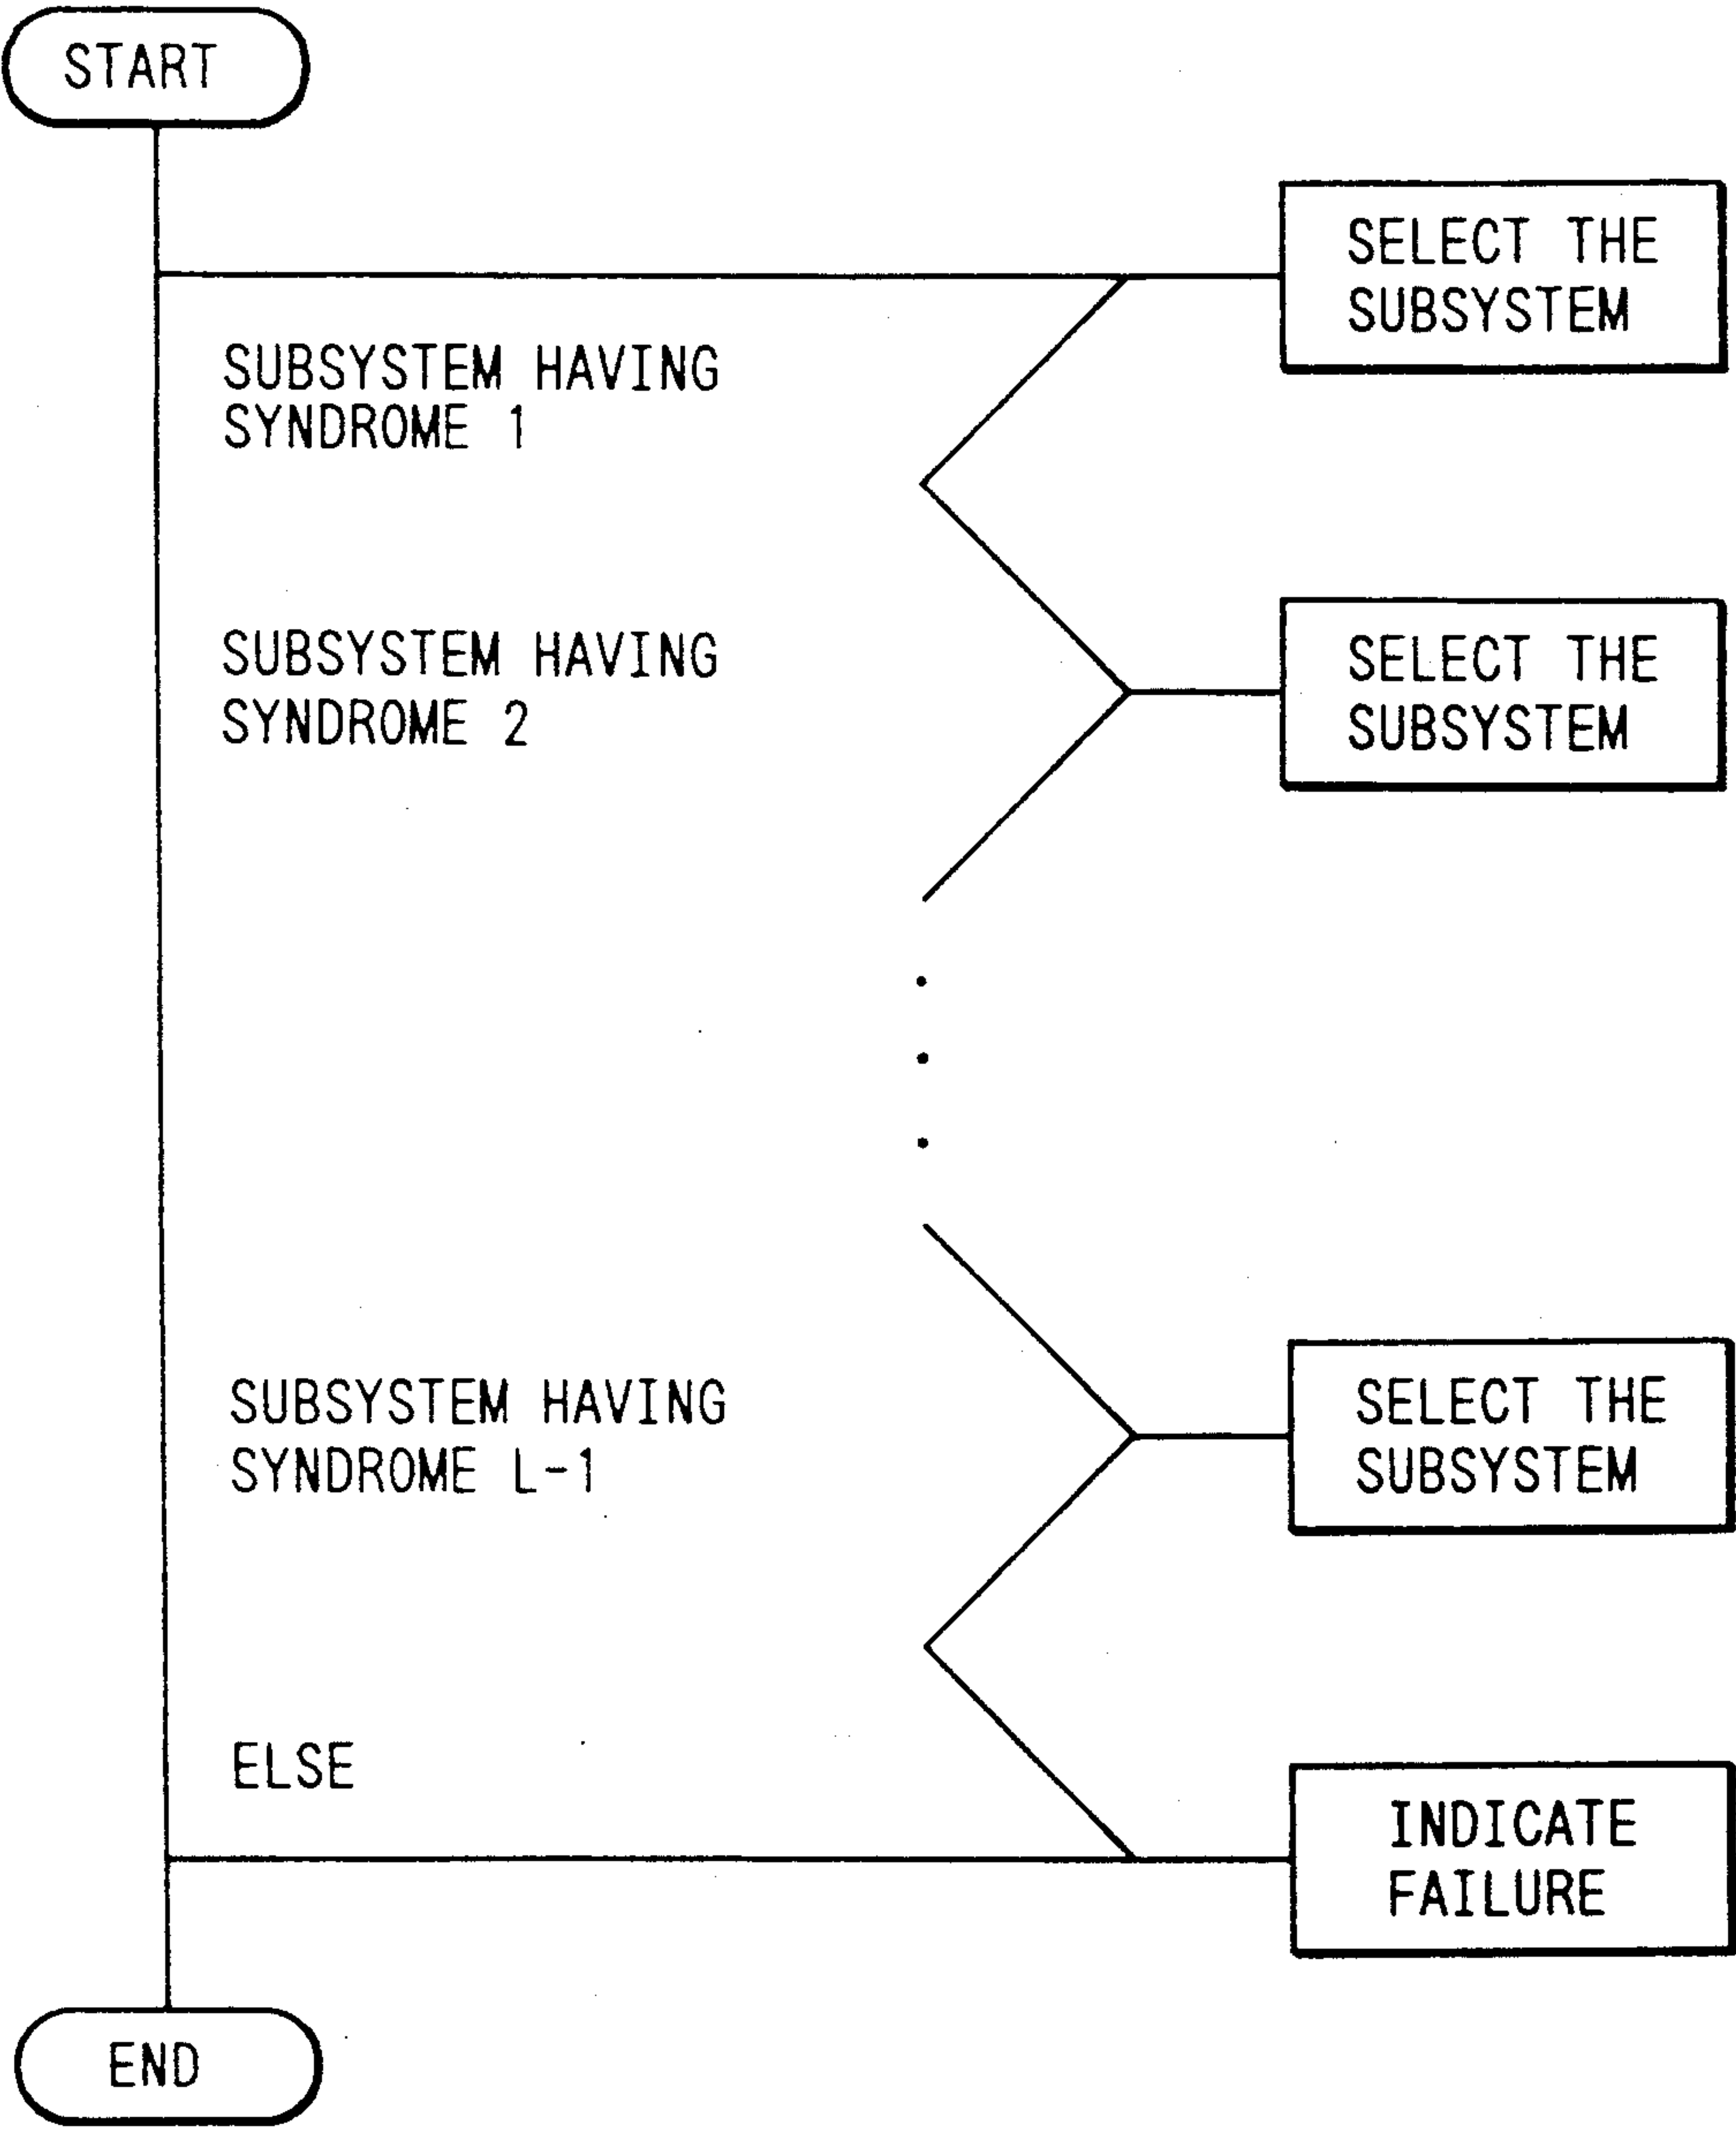 START
SELECT THE
SUBSYSTEM
SUBSYSTEM HAVING
SYNDROME 1
SUBSYSTEM HAVING
SYNDROME 2
SELECT THE
SUBSYSTEM
SUBSYSTEM HAVING
SYNDROME L-1
SELECT THE
SUBSYSTEM
ELSE
INDICATE
FAILURE
END